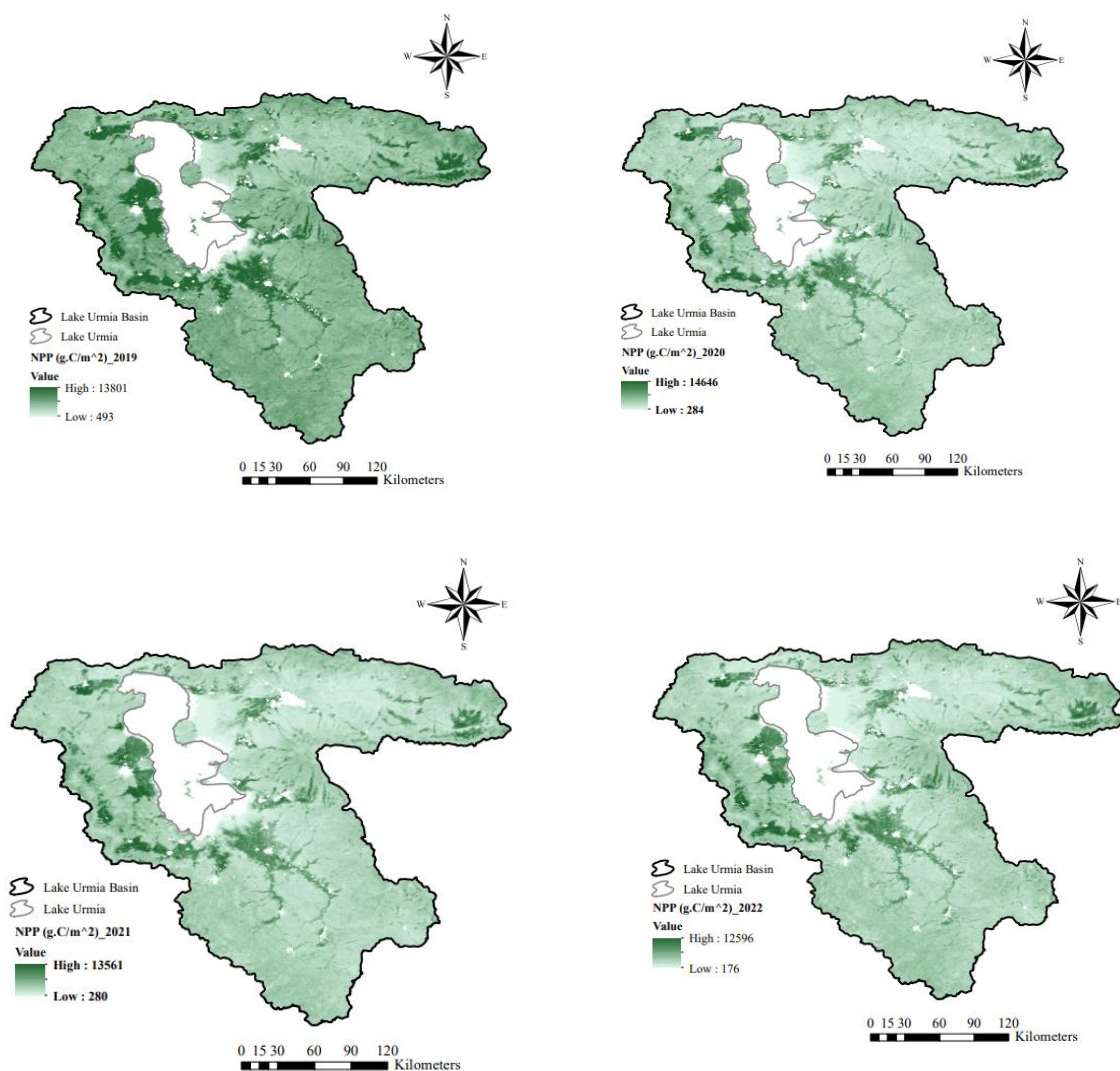 N
W E
S
Lake Urmia Basin
Lake Urmia
NPP (g.C/m^2)_2019
Value
High : 13801
Low : 493
0 15 30 60 90 120
Kilometers
N
W E
S
Lake Urmia Basin
Lake Urmia
NPP (g.C/m^2)_2020
Value
High : 14646
Low : 284
0 15 30 60 90 120
Kilometers
N
W E
S
Lake Urmia Basin
Lake Urmia
NPP (g.C/m^2)_2021
Value
High : 13561
Low : 280
0 15 30 60 90 120
Kilometers
N
W E
S
Lake Urmia Basin
Lake Urmia
NPP (g.C/m^2)_2022
Value
High : 12596
Low : 176
0 15 30 60 90 120
Kilometers